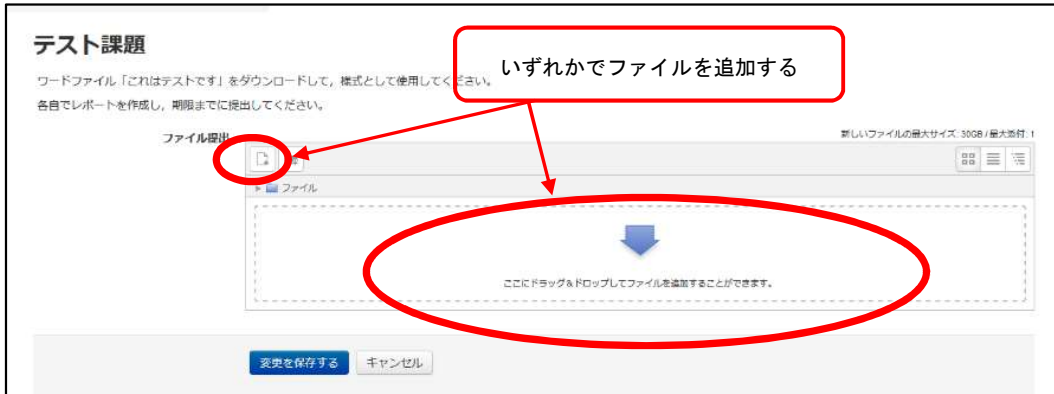 テスト課題
いずれかでファイルを追加する
ワードファイル「これはテストです」をダウンロードして，様式として使用してください。
各自でレポートを作成し，期限までに提出してください。
ファイル提出
新しいファイルの最大サイズ: 30GB / 最大添付: 1
ファイル
ここにドラッグ&ドロップしてファイルを追加することができます。
変更を保存する キャンセル